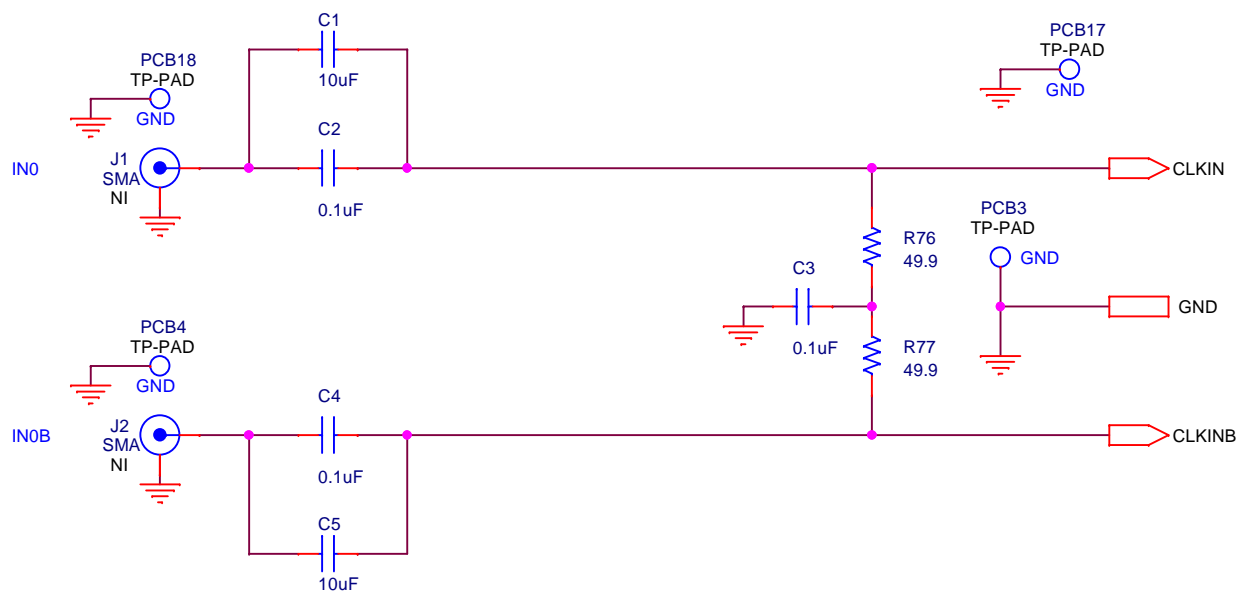 C1
10uF
PCB18
TP-PAD
GND
PCB17
TP-PAD
GND
C2
0.1uF
IN0
J1
SMA
NI
CLKIN
R76
49.9
PCB3
TP-PAD
GND
C3
0.1uF
GND
R77
49.9
PCB4
TP-PAD
GND
C4
0.1uF
IN0B
J2
SMA
NI
CLKINB
C5
10uF